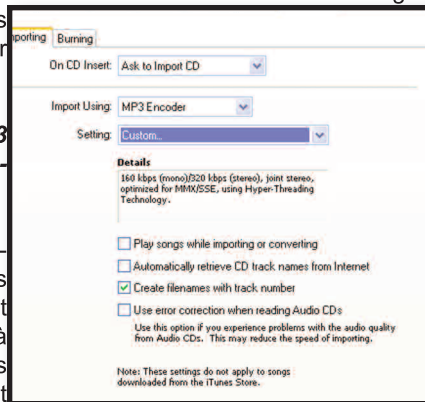 Importing Burning
On CD Insert: Ask to Import CD
Import Using: MP3 Encoder
Setting: Custom...
Details
160 kbps (mono)/320 kbps (stereo), joint stereo,
optimized for MMX/SSE, using Hyper-Threading
Technology.
Play songs while importing or converting
Automatically retrieve CD track names from Internet
Create filenames with track number
Use error correction when reading Audio CDs
Use this option if you experience problems with the audio quality
from Audio CDs. This may reduce the speed of importing.
Note: These settings do not apply to songs
downloaded from the iTunes Store.